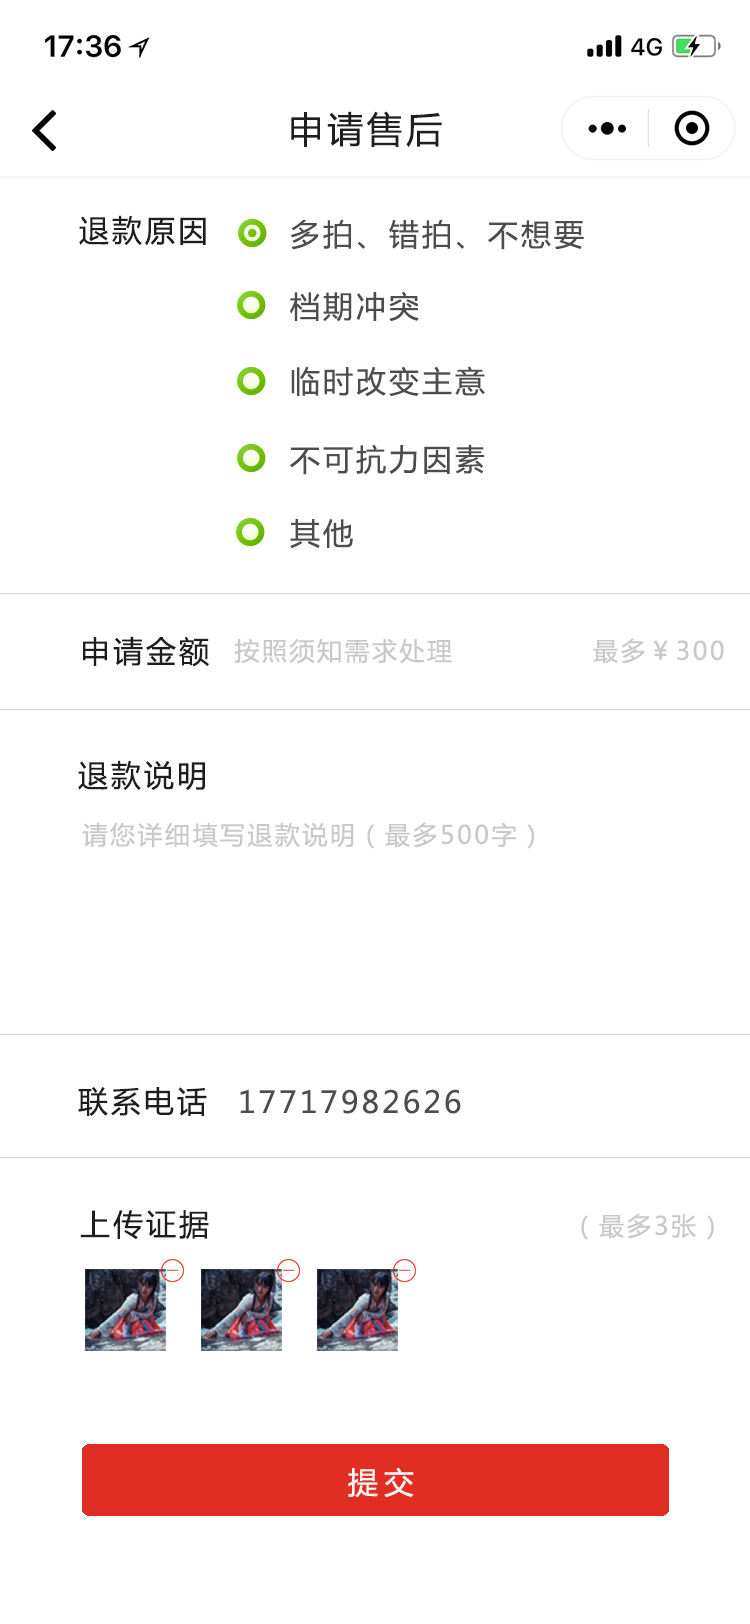 17:36 4G
申请售后
退款原因 多拍、错拍、不想要
档期冲突
临时改变主意
不可抗力因素
其他
申请金额 按照须知需求处理 最多￥300
退款说明
请您详细填写退款说明（最多500字）
联系电话 17717982626
上传证据 （最多3张）
提交